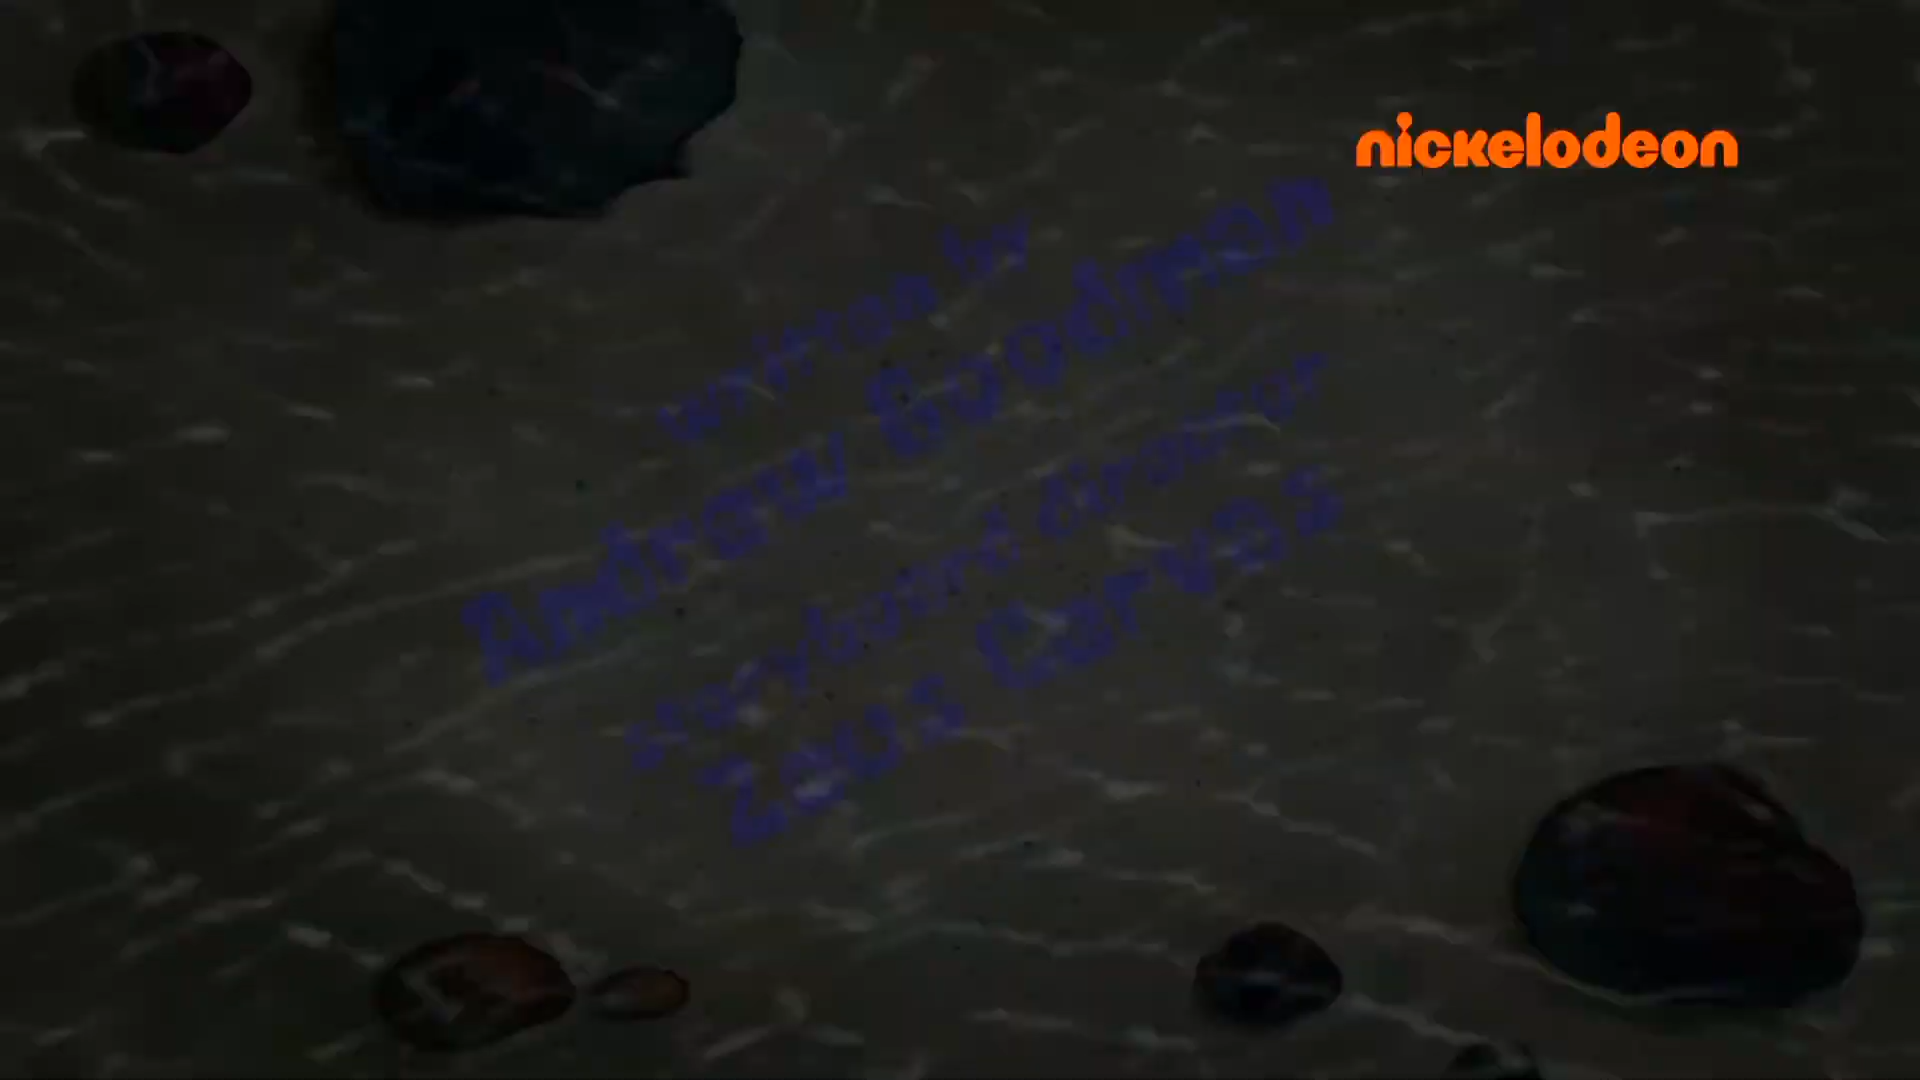 nickelodeon
written by
Andrew Goodman
storyboard director
Zeus Cervas